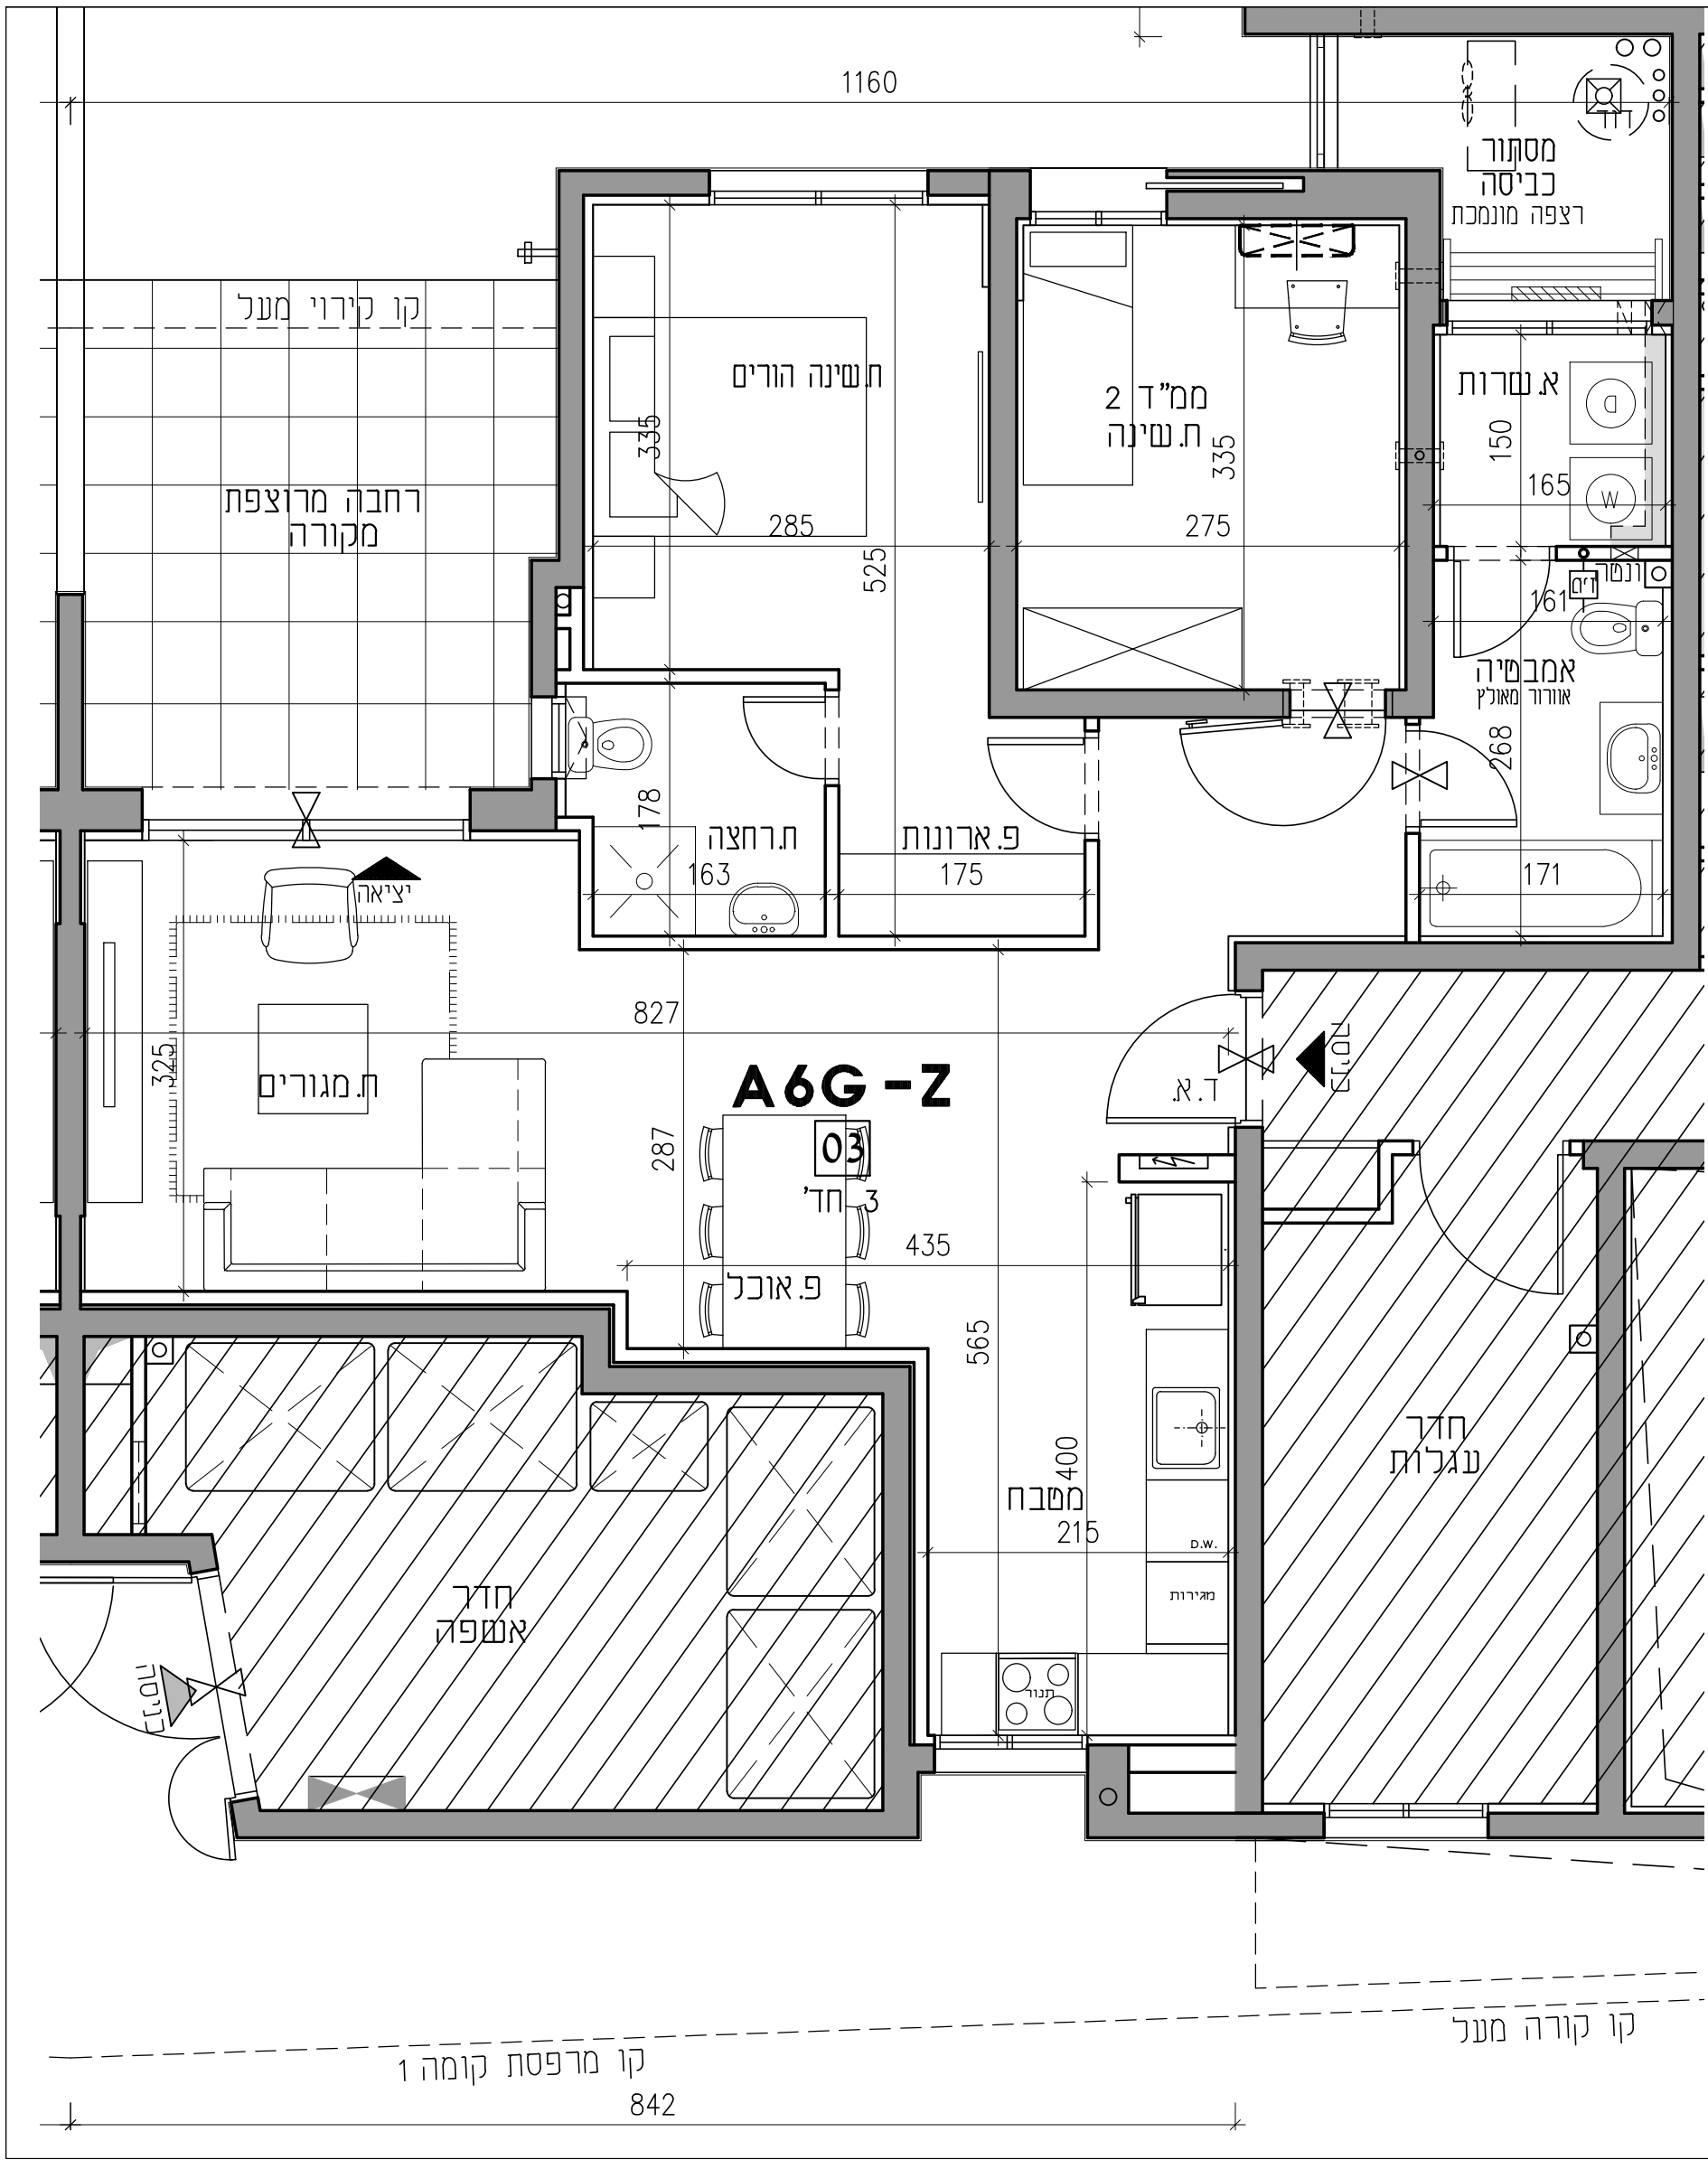 1160
דוד
מסתור
כביסה
רצפה מונמכת
קו קירוי מעל
ח.שינה הורים
ממ"ד 2
ח.שינה
א.שרות
D
W
335
335
150
165
רחבה מרוצפת
מקורה
285
525
275
ונטה
161
אמבטיה
אוורור מאולץ
268
178
ח.רחצה
163
פ.ארונות
175
171
יציאה
827
325
ח.מגורים
A6G-Z
כניסה
ד.א.
287
03
3 חד'
435
פ.אוכל
565
400
מטבח
215
D.W.
מגירות
תנור
חדר
עגלות
חדר
אשפה
כניסה
קו קורה מעל
קו מרפסת קומה 1
842